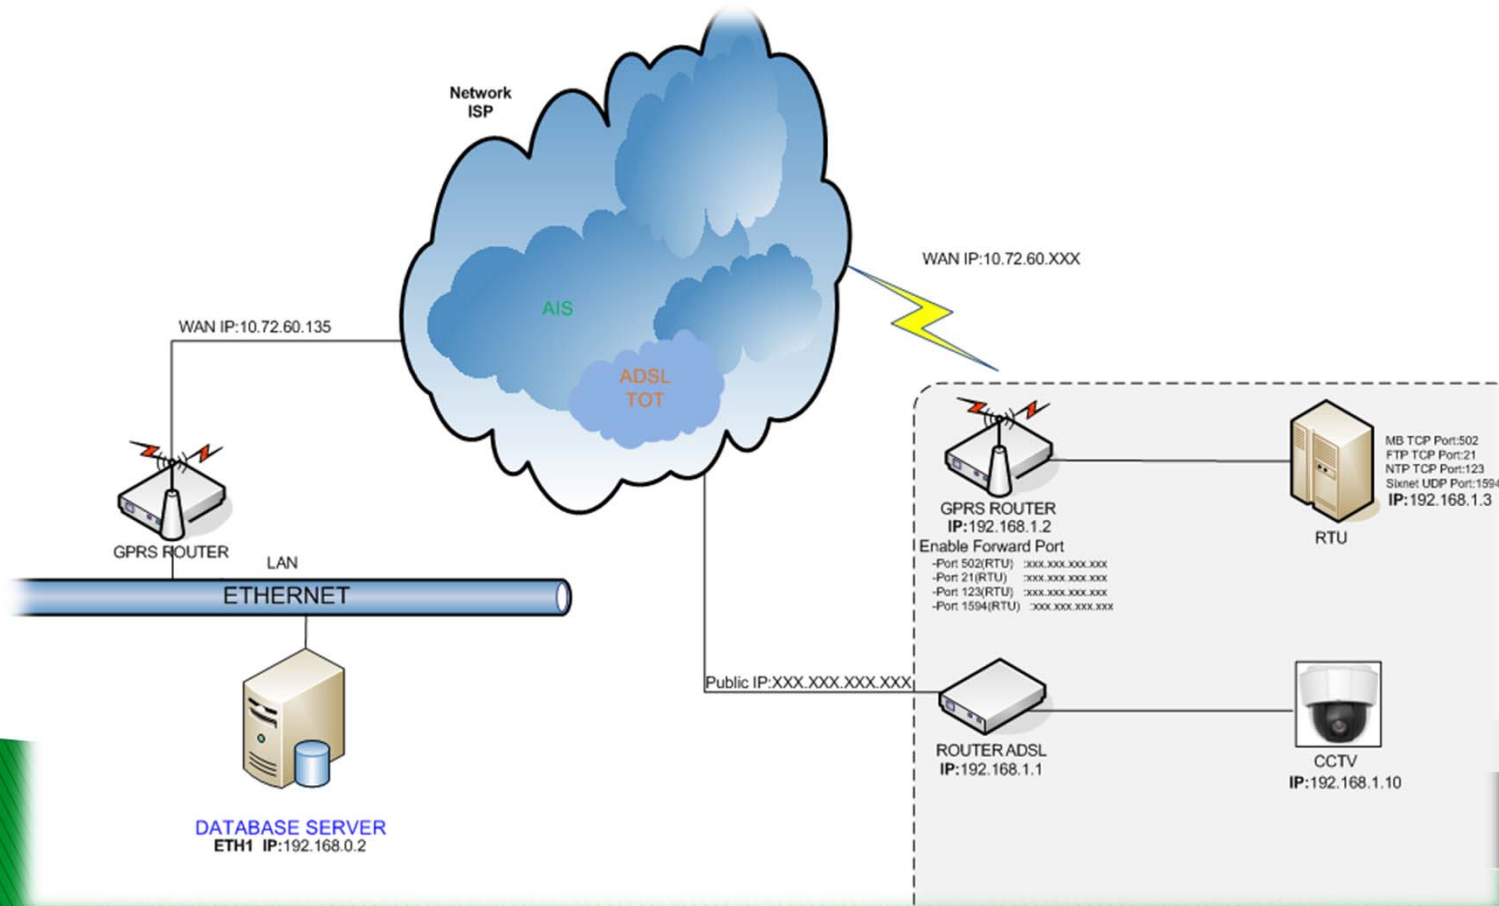 Network
ISP
WAN IP:10.72.60.XXX
AIS
WAN IP:10.72.60.135
ADSL
TOT
GPRS ROUTER
LAN
ETHERNET
DATABASE SERVER
ETH1 IP:192.168.0.2
GPRS ROUTER
IP:192.168.1.2
Enable Forward Port
-Port 502(RTU) :xxx.xxx.xxx.xxx
-Port 21(RTU) :xxx.xxx.xxx.xxx
-Port 123(RTU) :xxx.xxx.xxx.xxx
-Port 1594(RTU) :xxx.xxx.xxx.xxx
MB TCP Port:502
FTP TCP Port:21
NTP TCP Port:123
Sixnet UDP Port:1594
IP:192.168.1.3
RTU
Public IP:XXX.XXX.XXX.XXX
ROUTER ADSL
IP:192.168.1.1
CCTV
IP:192.168.1.10